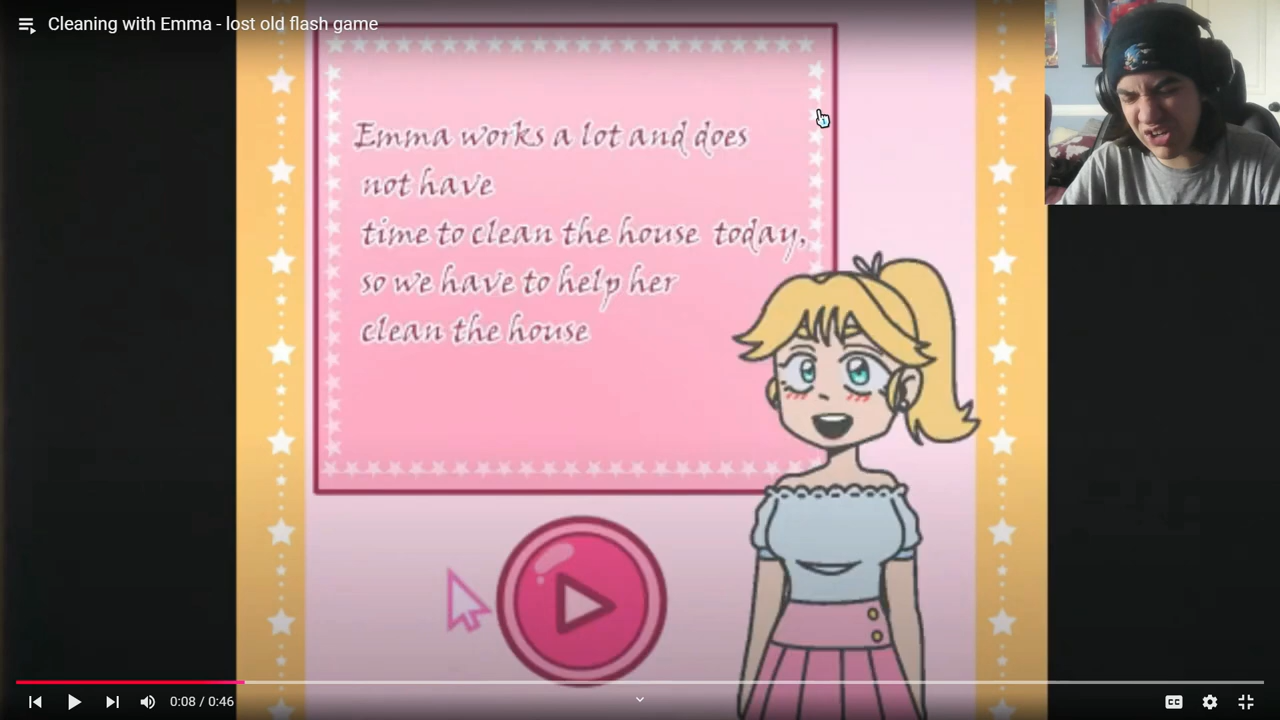 Cleaning with Emma - lost old flash game
Emma works a lot and does
not have
time to clean the house today,
so we have to help her
clean the house
0:08 / 0:46
CC